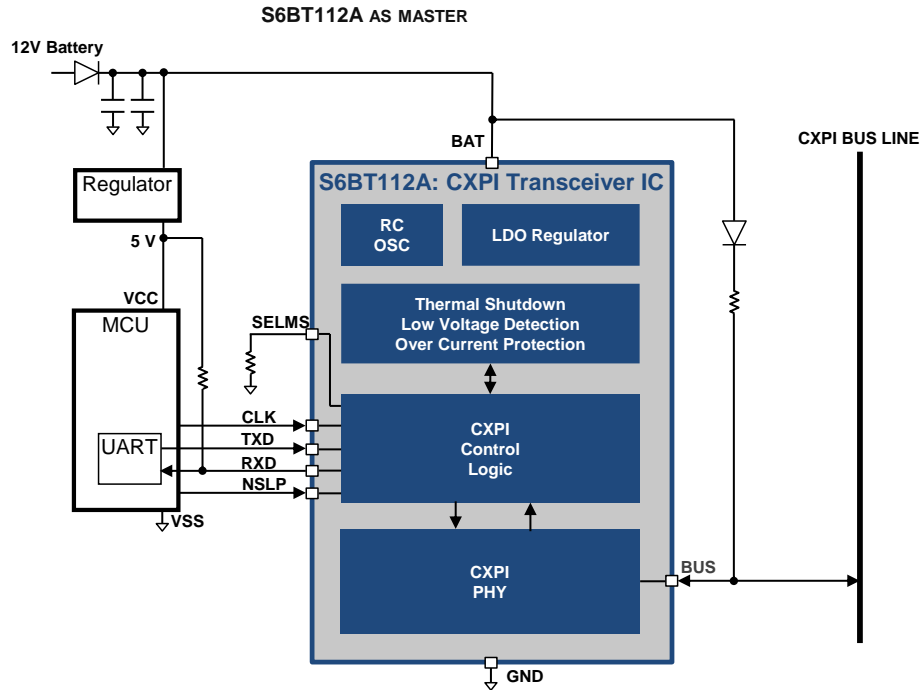 S6BT112A AS MASTER
12V Battery
CXPI BUS LINE
BAT
S6BT112A: CXPI Transceiver IC
Regulator
RC
OSC
LDO Regulator
5 V
VCC
MCU
SELMS
Thermal Shutdown
Low Voltage Detection
Over Current Protection
CLK
TXD
UART
RXD
NSLP
CXPI
Control
Logic
VSS
CXPI
PHY
BUS
GND